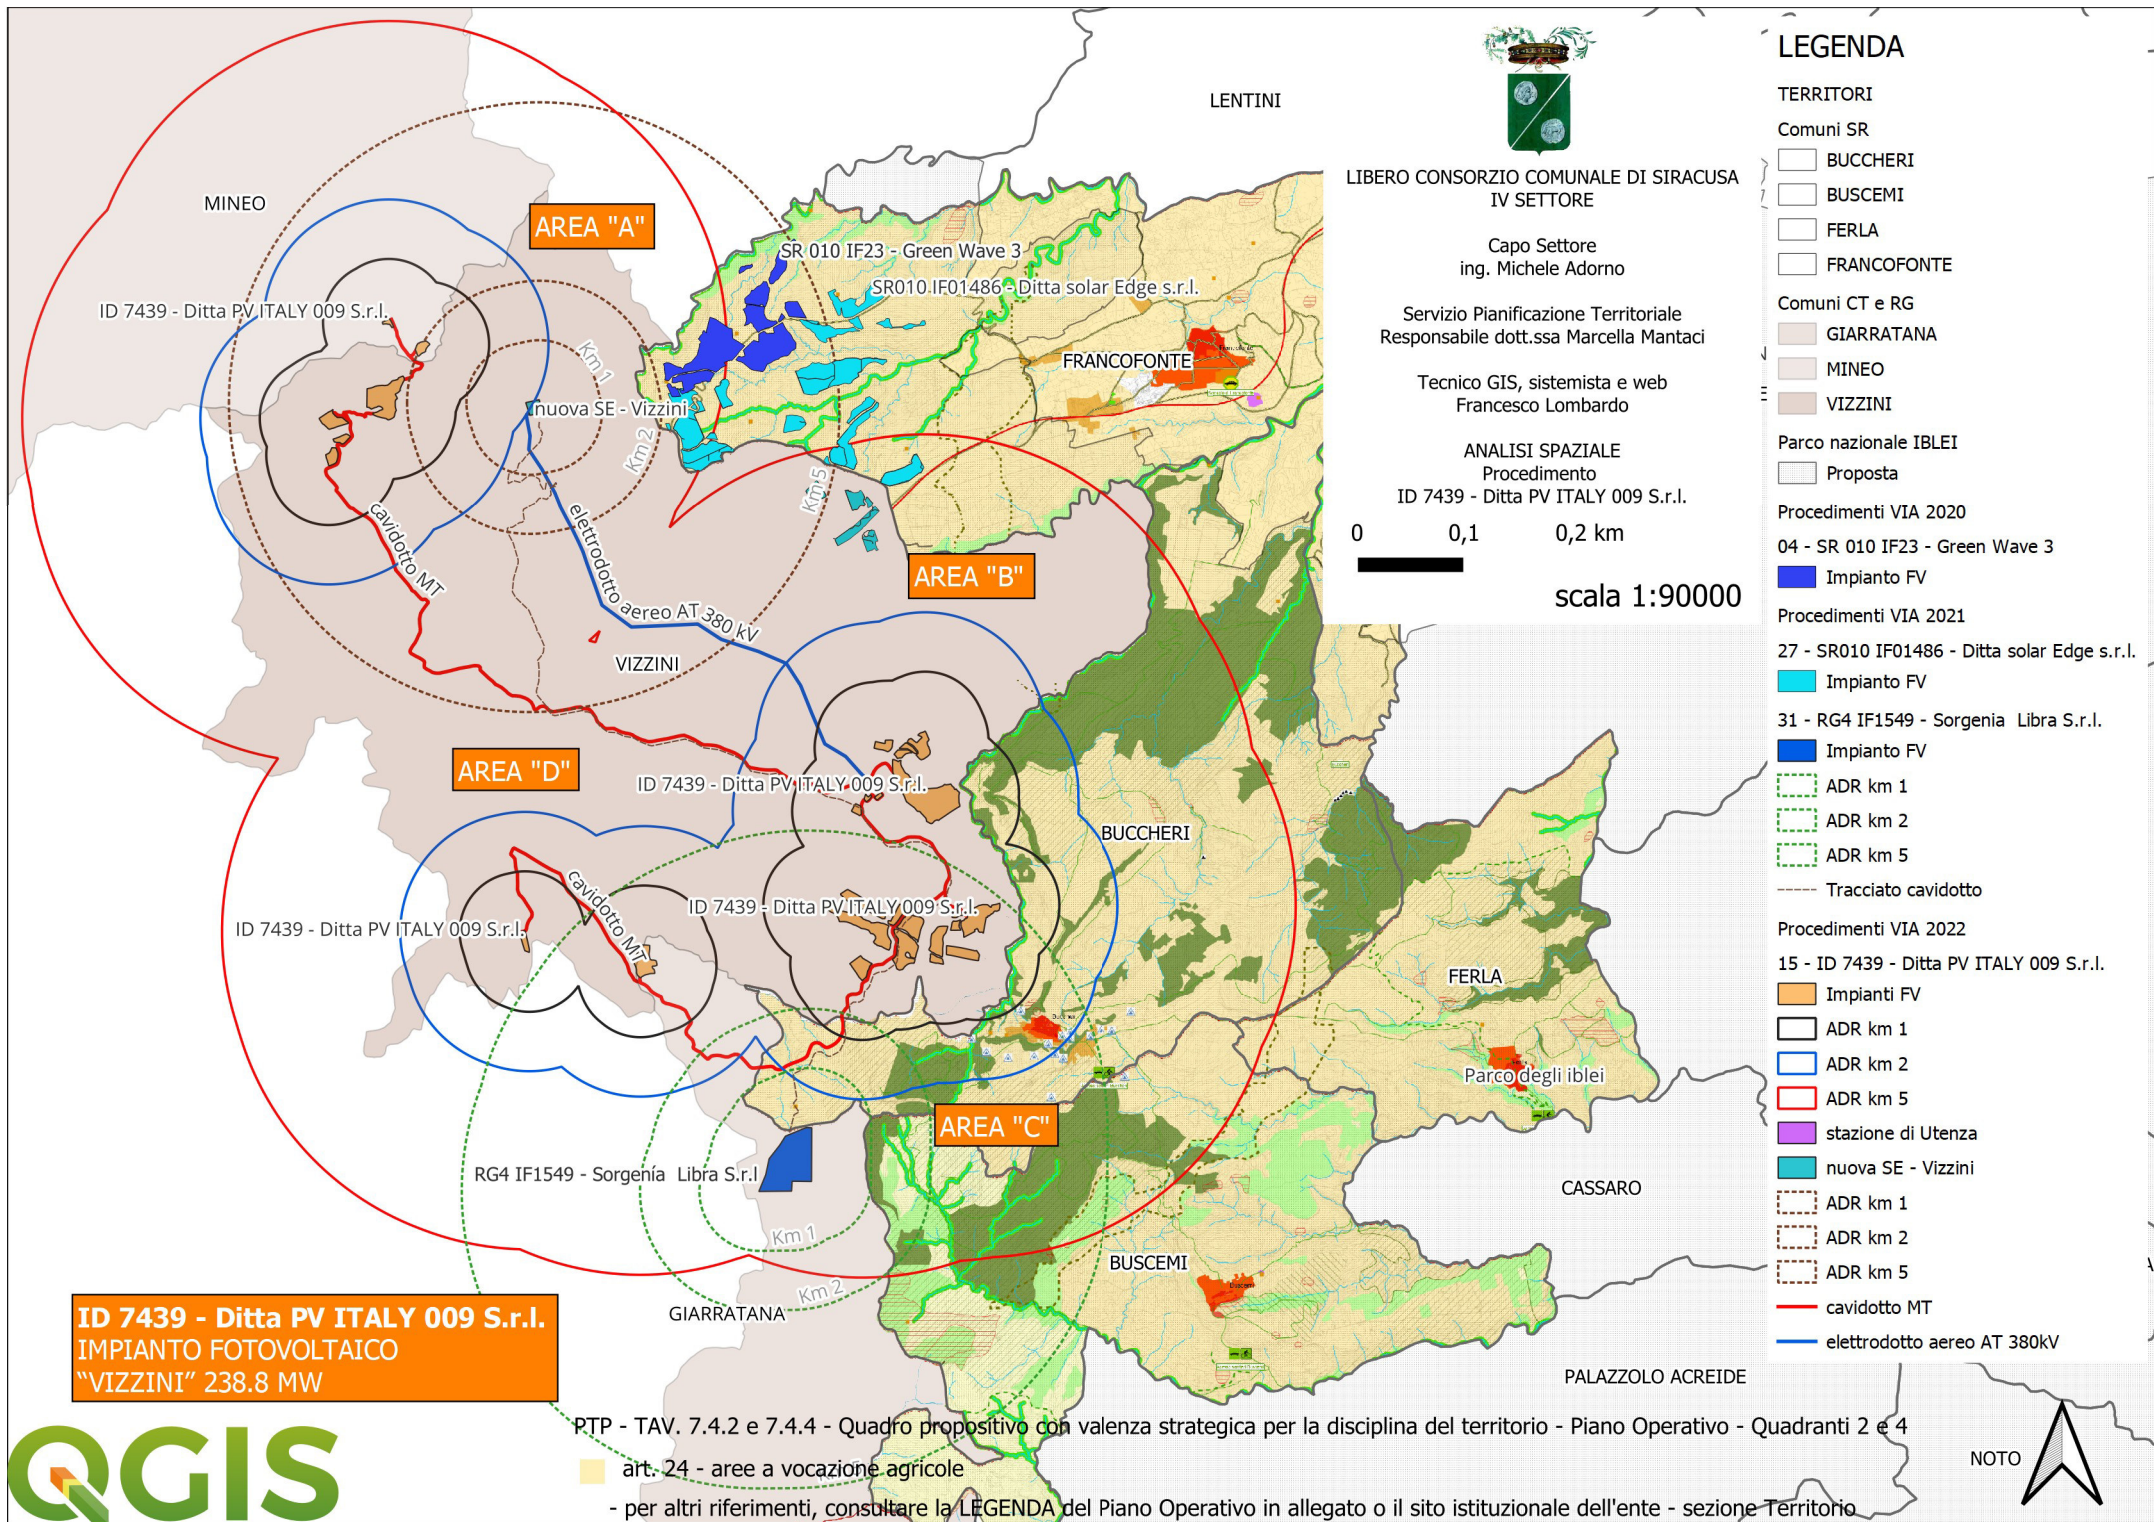 LENTINI
MINEO
AREA "A"
SR 010 IF23 - Green Wave 3
SR010 IF01486 - Ditta solar Edge s.r.l.
ID 7439 - Ditta PV ITALY 009 S.r.l.
Km 1
FRANCOFONTE
nuova SE - Vizzini
Km 2
Km 5
cavidotto MT
elettrodotto aereo AT 380 kV
AREA "B"
VIZZINI
AREA "D"
ID 7439 - Ditta PV ITALY 009 S.r.l.
BUCCHERI
cavidotto MT
ID 7439 - Ditta PV ITALY 009 S.r.l.
ID 7439 - Ditta PV ITALY 009 S.r.l.
FERLA
Parco degli iblei
AREA "C"
RG4 IF1549 - Sorgenia Libra S.r.l
CASSARO
Km 1
BUSCEMI
Km 2
GIARRATANA
PALAZZOLO ACREIDE
NOTO
ID 7439 - Ditta PV ITALY 009 S.r.l.
IMPIANTO FOTOVOLTAICO
“VIZZINI” 238.8 MW
QGIS
PTP - TAV. 7.4.2 e 7.4.4 - Quadro propositivo con valenza strategica per la disciplina del territorio - Piano Operativo - Quadranti 2 e 4
art. 24 - aree a vocazione agricole
- per altri riferimenti, consultare la LEGENDA del Piano Operativo in allegato o il sito istituzionale dell'ente - sezione Territorio
LIBERO CONSORZIO COMUNALE DI SIRACUSA
IV SETTORE
Capo Settore
ing. Michele Adorno
Servizio Pianificazione Territoriale
Responsabile dott.ssa Marcella Mantaci
Tecnico GIS, sistemista e web
Francesco Lombardo
ANALISI SPAZIALE
Procedimento
ID 7439 - Ditta PV ITALY 009 S.r.l.
0 0,1 0,2 km
scala 1:90000
LEGENDA
TERRITORI
Comuni SR
BUCCHERI
BUSCEMI
FERLA
FRANCOFONTE
Comuni CT e RG
GIARRATANA
MINEO
VIZZINI
Parco nazionale IBLEI
Proposta
Procedimenti VIA 2020
04 - SR 010 IF23 - Green Wave 3
Impianto FV
Procedimenti VIA 2021
27 - SR010 IF01486 - Ditta solar Edge s.r.l.
Impianto FV
31 - RG4 IF1549 - Sorgenia Libra S.r.l.
Impianto FV
ADR km 1
ADR km 2
ADR km 5
Tracciato cavidotto
Procedimenti VIA 2022
15 - ID 7439 - Ditta PV ITALY 009 S.r.l.
Impianti FV
ADR km 1
ADR km 2
ADR km 5
stazione di Utenza
nuova SE - Vizzini
ADR km 1
ADR km 2
ADR km 5
cavidotto MT
elettrodotto aereo AT 380kV